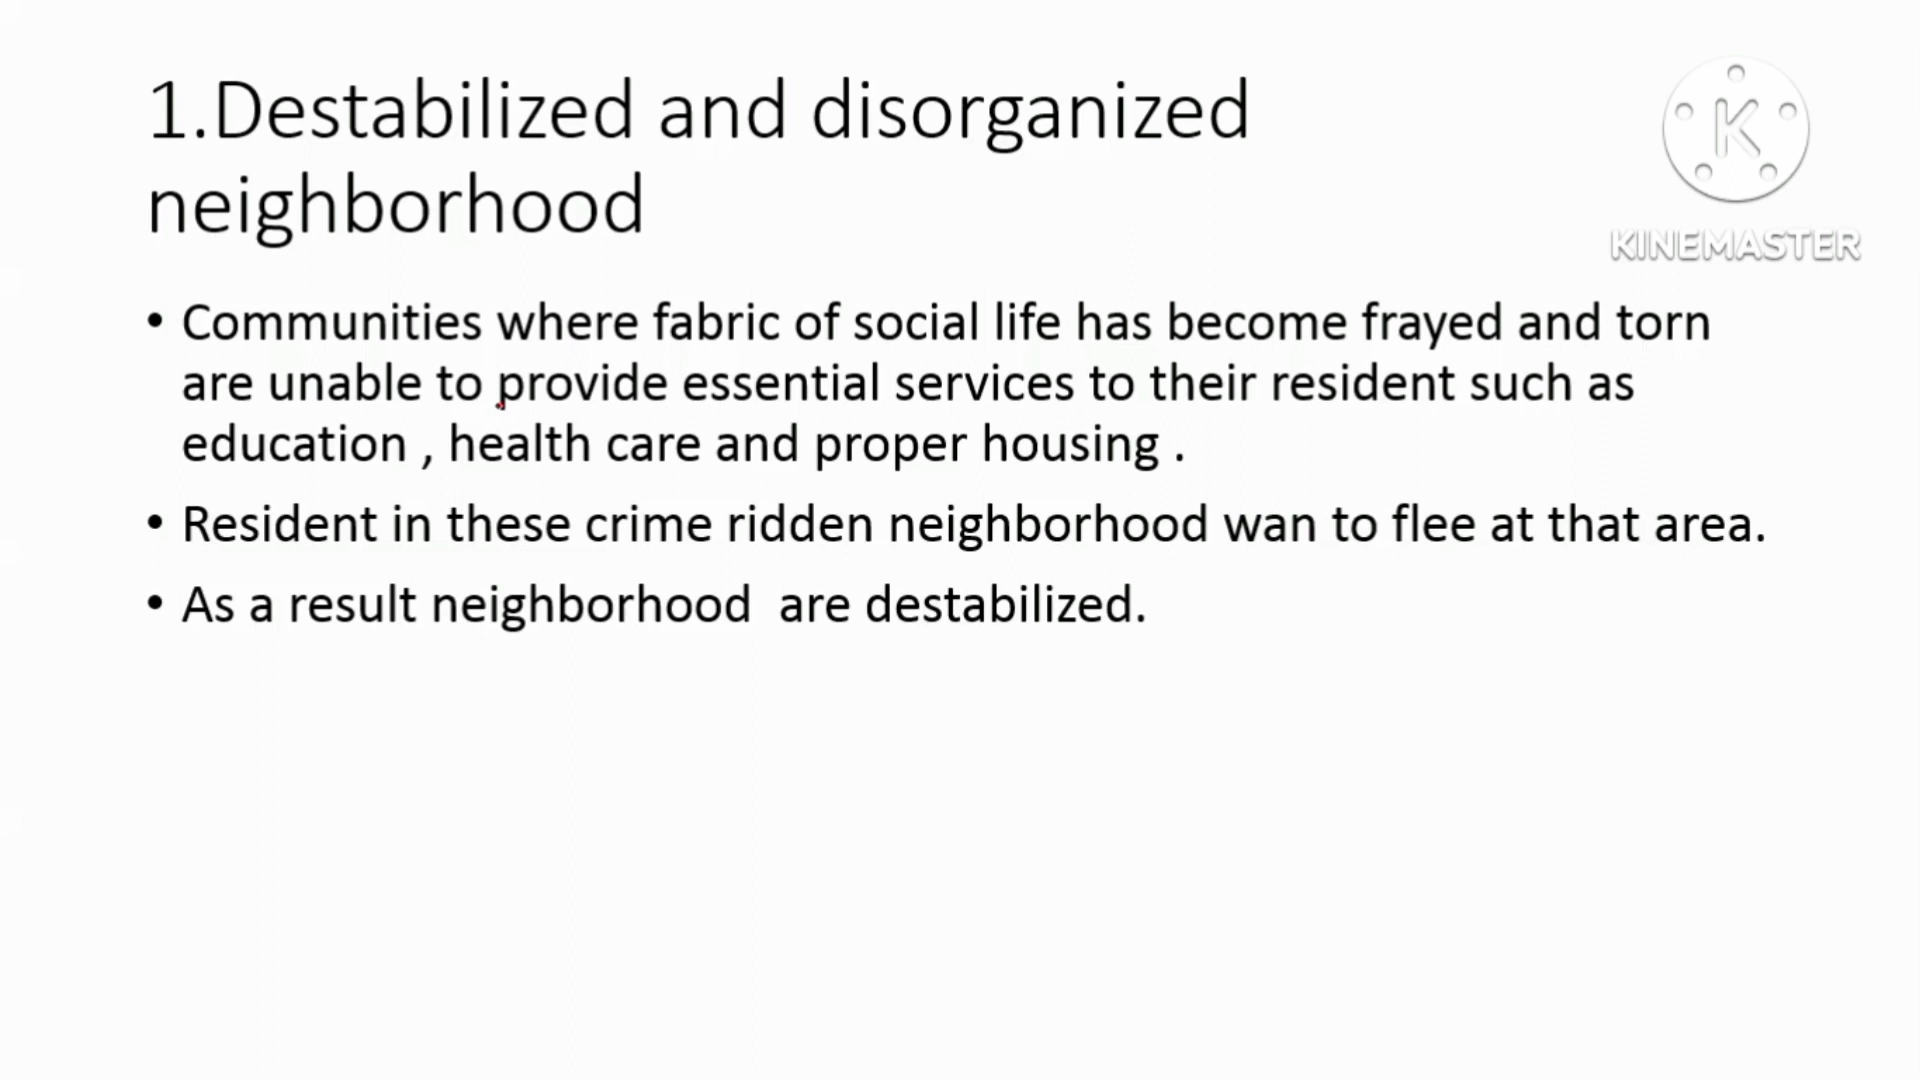 1.Destabilized and disorganized
neighborhood
K
KINEMASTER
• Communities where fabric of social life has become frayed and torn
are unable to provide essential services to their resident such as
education , health care and proper housing .
• Resident in these crime ridden neighborhood wan to flee at that area.
• As a result neighborhood  are destabilized.